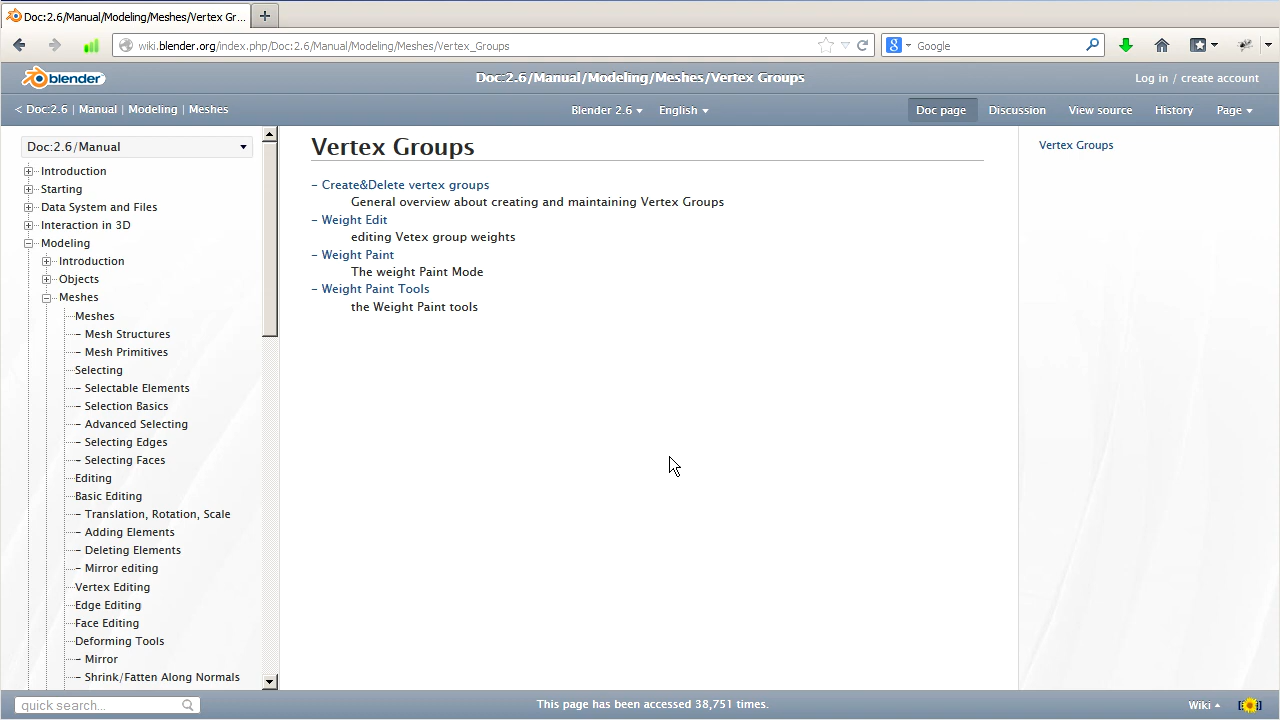 Doc:2.6/Manual/Modeling/Meshes/Vertex Gr...
wiki.blender.org/index.php/Doc:2.6/Manual/Modeling/Meshes/Vertex_Groups
Google
blender
Doc:2.6/Manual/Modeling/Meshes/Vertex Groups
Log in / create account
< Doc:2.6 | Manual | Modeling | Meshes
Blender 2.6
English
Doc page
Discussion
View source
History
Page
Doc:2.6/Manual
Introduction
Starting
Data System and Files
Interaction in 3D
Modeling
Introduction
Objects
Meshes
Meshes
– Mesh Structures
– Mesh Primitives
Selecting
– Selectable Elements
– Selection Basics
– Advanced Selecting
– Selecting Edges
– Selecting Faces
Editing
Basic Editing
– Translation, Rotation, Scale
– Adding Elements
– Deleting Elements
– Mirror editing
Vertex Editing
Edge Editing
Face Editing
Deforming Tools
– Mirror
– Shrink/Fatten Along Normals
Vertex Groups
– Create&Delete vertex groups
General overview about creating and maintaining Vertex Groups
– Weight Edit
editing Vetex group weights
– Weight Paint
The weight Paint Mode
– Weight Paint Tools
the Weight Paint tools
Vertex Groups
quick search...
This page has been accessed 38,751 times.
Wiki